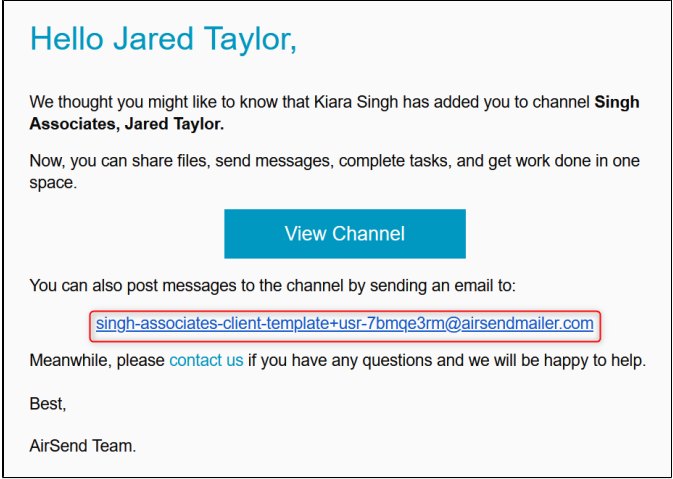 Hello Jared Taylor,
We thought you might like to know that Kiara Singh has added you to channel Singh
Associates, Jared Taylor.
Now, you can share files, send messages, complete tasks, and get work done in one
space.
View Channel
You can also post messages to the channel by sending an email to:
singh-associates-client-template+usr-7bmqe3rm@airsendmailer.com
Meanwhile, please contact us if you have any questions and we will be happy to help.
Best,
AirSend Team.